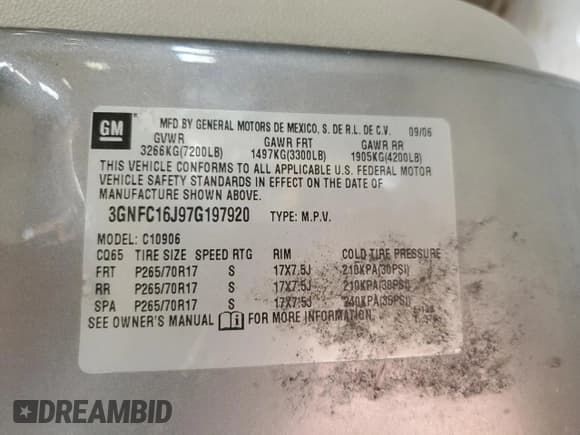 GM
MFD BY GENERAL MOTORS DE MEXICO, S. DE R.L. DE C.V. 09/06
GVWR GAWR FRT GAWR RR
3266KG(7200LB) 1497KG(3300LB) 1905KG(4200LB)
THIS VEHICLE CONFORMS TO ALL APPLICABLE U.S. FEDERAL MOTOR
VEHICLE SAFETY STANDARDS IN EFFECT ON THE DATE OF
MANUFACTURE SHOWN ABOVE.
3GNFC16J97G197920 TYPE: M.P.V.
MODEL: C10906
CQ65 TIRE SIZE SPEED RTG RIM COLD TIRE PRESSURE
FRT P265/70R17 S 17X7.5J 210KPA(30PSI)
RR P265/70R17 S 17X7.5J 210KPA(30PSI)
SPA P265/70R17 S 17X7.5J 240KPA(35PSI)
SEE OWNER'S MANUAL FOR MORE INFORMATION.
DREAMBID